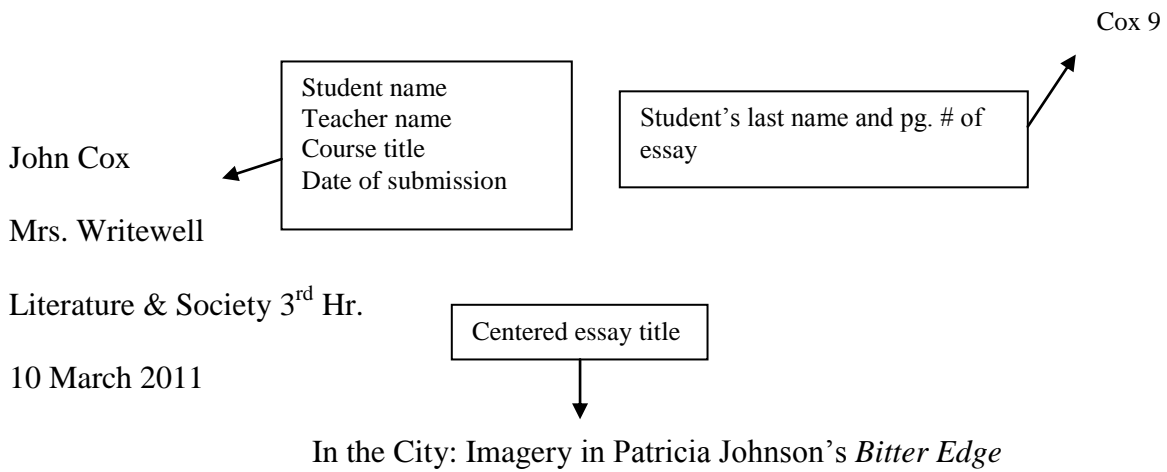 Cox 9
Student name
Teacher name
Course title
Date of submission
Student’s last name and pg. # of
essay
John Cox
Mrs. Writewell
Literature & Society 3rd Hr.
Centered essay title
10 March 2011
In the City: Imagery in Patricia Johnson’s Bitter Edge